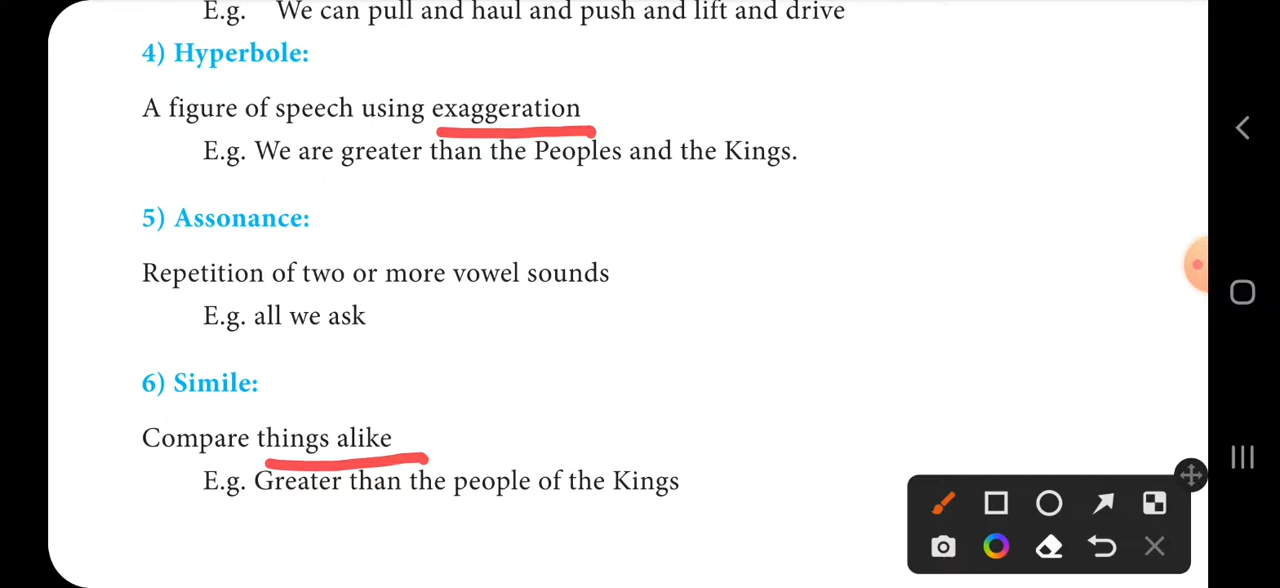 E.g. We can pull and haul and push and lift and drive
4) Hyperbole:
A figure of speech using exaggeration
E.g. We are greater than the Peoples and the Kings.
5) Assonance:
Repetition of two or more vowel sounds
E.g. all we ask
6) Simile:
Compare things alike
E.g. Greater than the people of the Kings